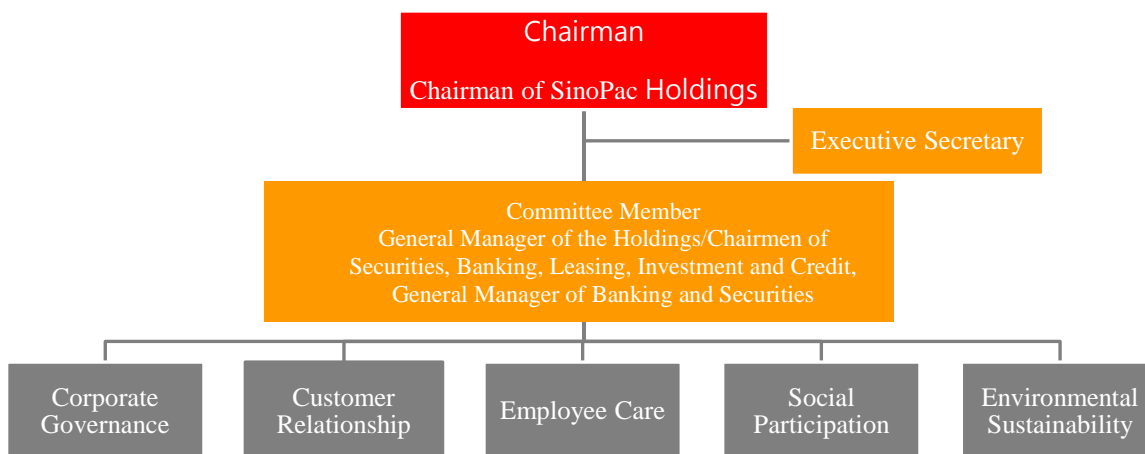 Chairman
Chairman of SinoPac Holdings
Executive Secretary
Committee Member
General Manager of the Holdings/Chairmen of
Securities, Banking, Leasing, Investment and Credit,
General Manager of Banking and Securities
Corporate
Governance
Customer
Relationship
Employee Care
Social
Participation
Environmental
Sustainability